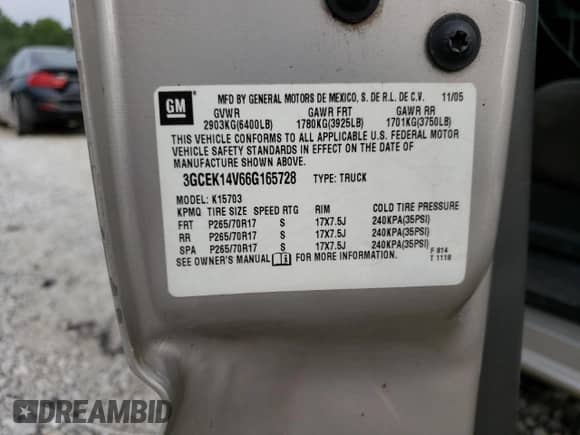 GM
MFD BY GENERAL MOTORS DE MEXICO, S. DE R.L. DE C.V. 11/05
GVWR GAWR FRT GAWR RR
2903KG(6400LB) 1780KG(3925LB) 1701KG(3750LB)
THIS VEHICLE CONFORMS TO ALL APPLICABLE U.S. FEDERAL MOTOR
VEHICLE SAFETY STANDARDS IN EFFECT ON THE DATE OF
MANUFACTURE SHOWN ABOVE.
3GCEK14V66G165728 TYPE: TRUCK
MODEL: K15703
KPMQ TIRE SIZE SPEED RTG RIM COLD TIRE PRESSURE
FRT P265/70R17 S 17X7.5J 240KPA(35PSI)
RR P265/70R17 S 17X7.5J 240KPA(35PSI)
SPA P265/70R17 S 17X7.5J 240KPA(35PSI)
SEE OWNER'S MANUAL FOR MORE INFORMATION.
F 814
T 1118
DREAMBID